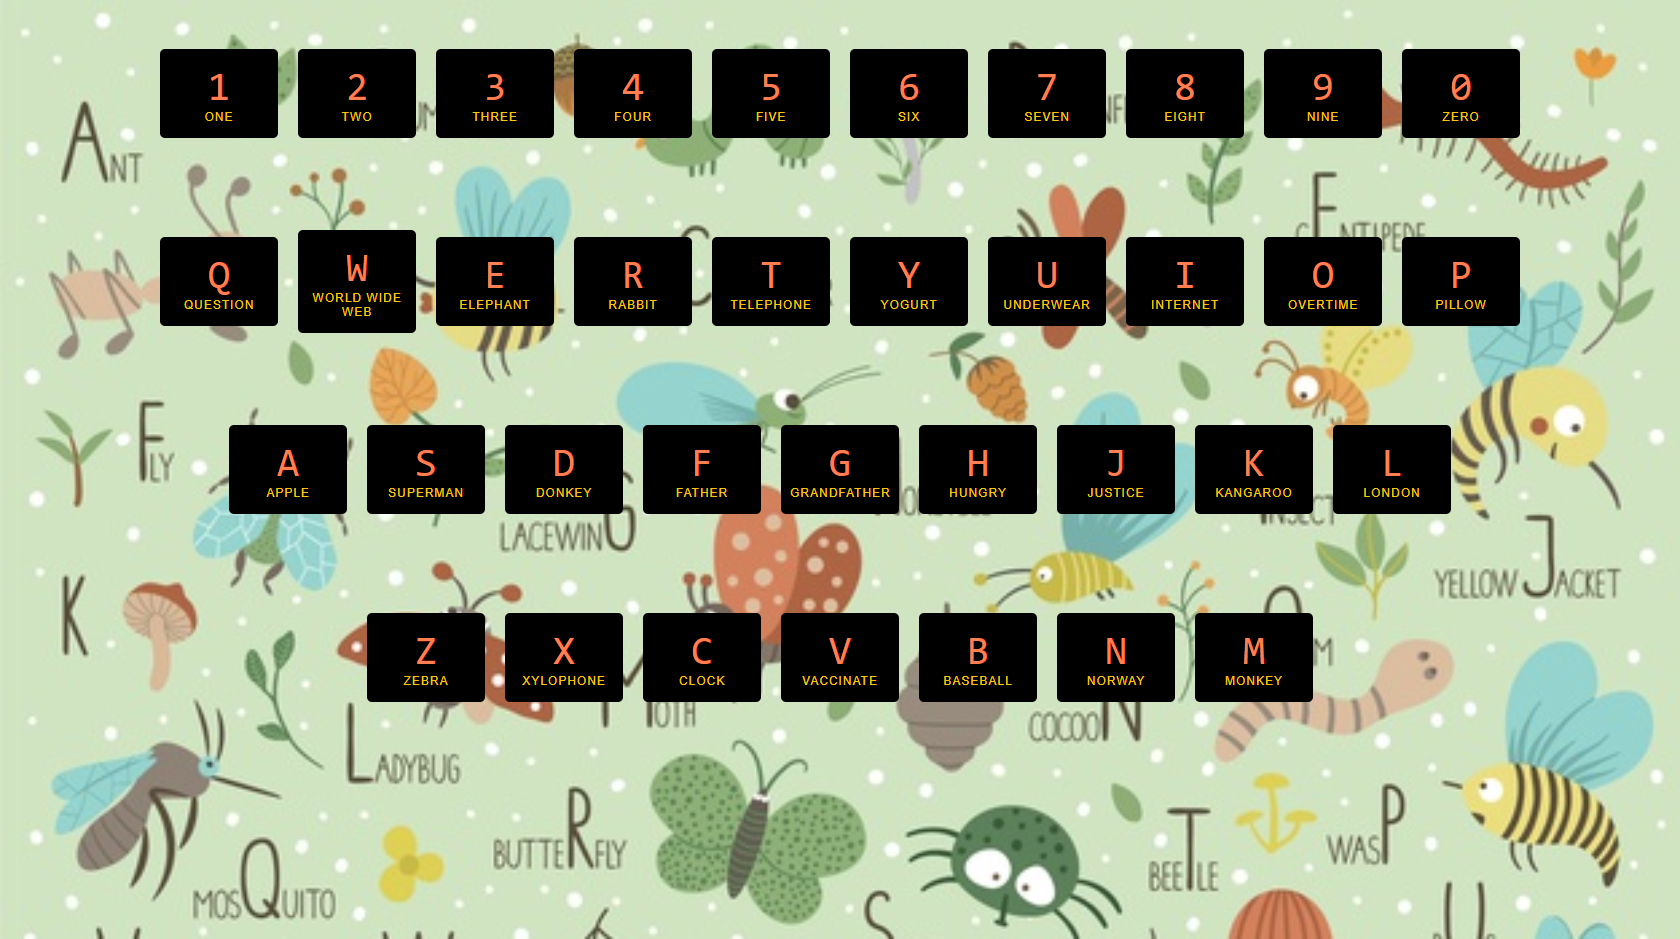 1 2 3 4 5 6 7 8 9 0
ONE TWO THREE FOUR FIVE SIX SEVEN EIGHT NINE ZERO
ANT
CENTIPEDE
Q W E R T Y U I O P
QUESTION WORLD WIDE WEB ELEPHANT RABBIT TELEPHONE YOGURT UNDERWEAR INTERNET OVERTIME PILLOW
FLY
A S D F G H J K L
APPLE SUPERMAN DONKEY FATHER GRANDFATHER HUNGRY JUSTICE KANGAROO LONDON
LACEWING INSECT
YELLOW JACKET
K
Z X C V B N M
ZEBRA XYLOPHONE CLOCK VACCINATE BASEBALL NORWAY MONKEY
MOTH COCOON
LADYBUG
BUTTERFLY BEETLE WASP
MOSQUITO
S U